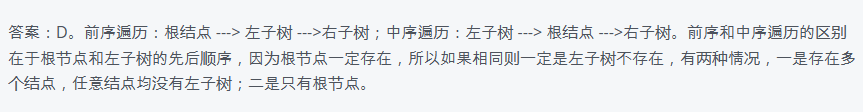 答案：D。前序遍历：根结点 ---> 左子树 --->右子树；中序遍历：左子树 ---> 根结点 --->右子树。前序和中序遍历的区别
在于根节点和左子树的先后顺序，因为根节点一定存在，所以如果相同则一定是左子树不存在，有两种情况，一是存在多
个结点，任意结点均没有左子树；二是只有根节点。